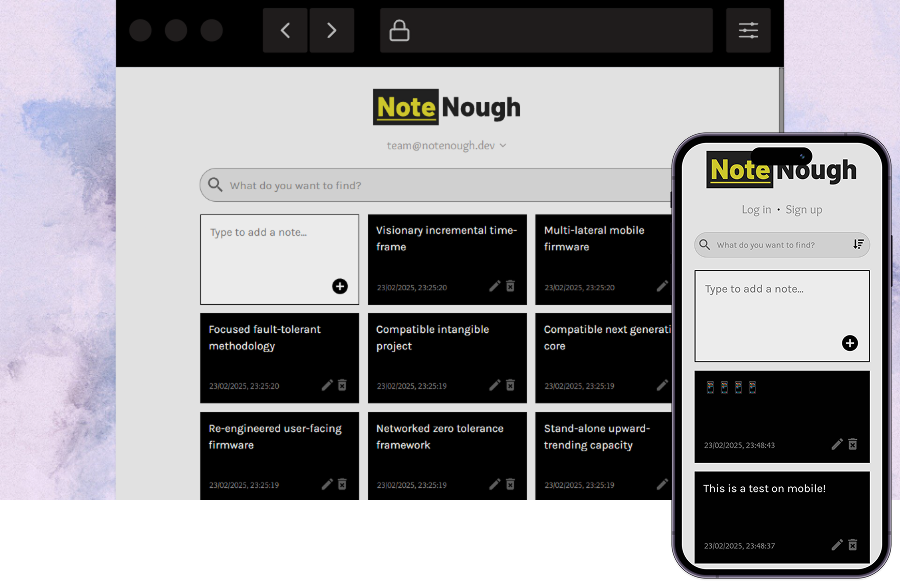 Note Nough
team@notenough.dev
What do you want to find?
Type to add a note...
Visionary incremental time-
frame
23/02/2025, 23:25:20
Multi-lateral mobile
firmware
23/02/2025, 23:25:20
Focused fault-tolerant
methodology
23/02/2025, 23:25:20
Compatible intangible
project
23/02/2025, 23:25:19
Compatible next generati
core
23/02/2025, 23:25:19
Re-engineered user-facing
firmware
23/02/2025, 23:25:19
Networked zero tolerance
framework
23/02/2025, 23:25:19
Stand-alone upward-
trending capacity
23/02/2025, 23:25:19
Note Nough
Log in • Sign up
What do you want to find?
Type to add a note...
📱 📱 📱 📱
23/02/2025, 23:48:43
This is a test on mobile!
23/02/2025, 23:48:37